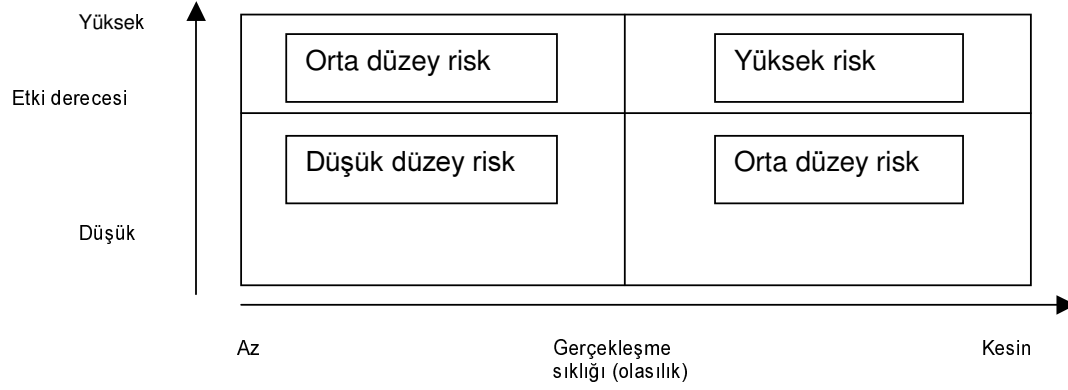 Yüksek
Orta düzey risk
Yüksek risk
Etki derecesi
Düşük düzey risk
Orta düzey risk
Düşük
Az
Gerçekleşme
sıklığı (olasılık)
Kesin